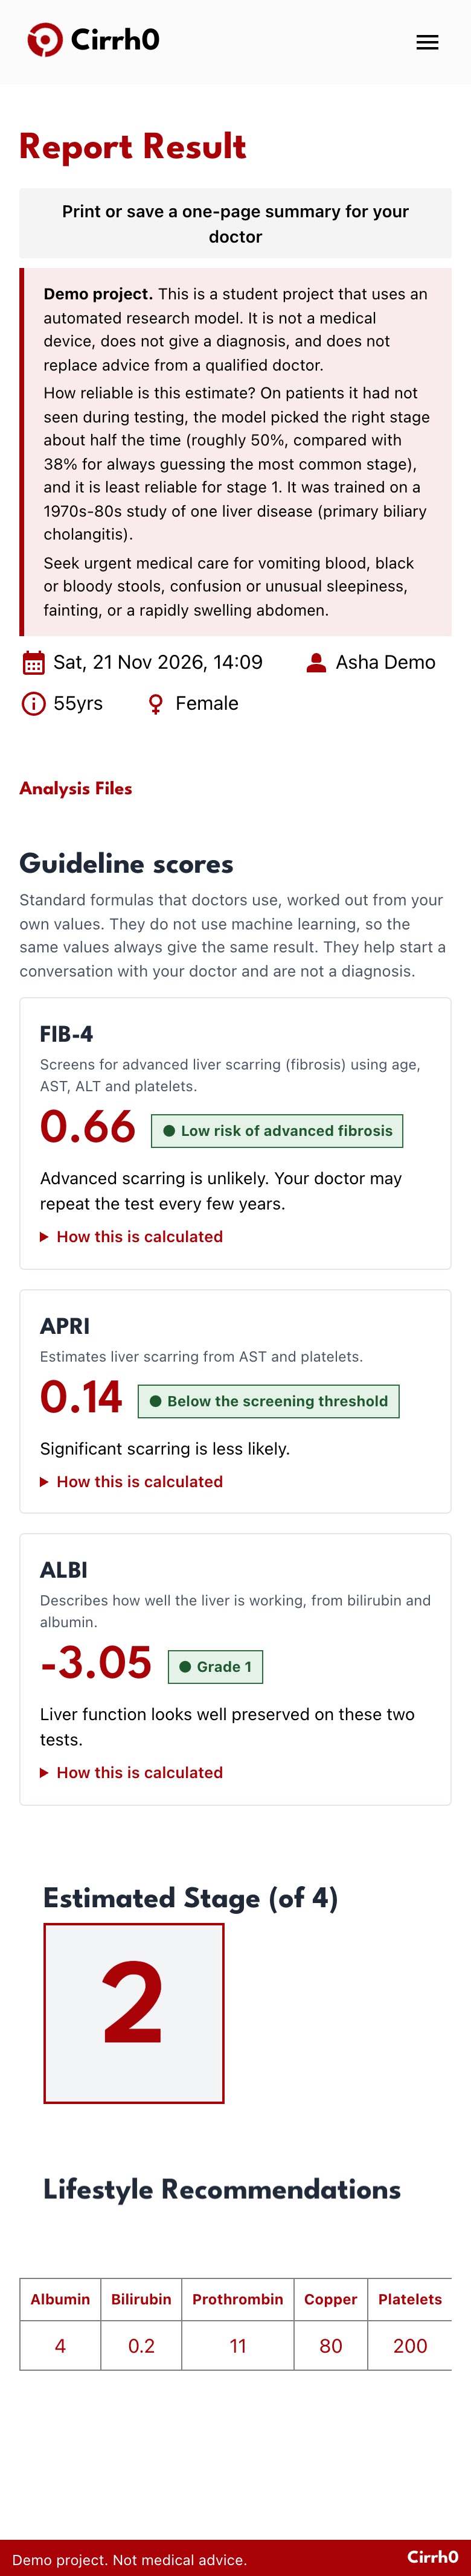 Cirrh0
Report Result
Print or save a one-page summary for your
doctor
Demo project. This is a student project that uses an
automated research model. It is not a medical
device, does not give a diagnosis, and does not
replace advice from a qualified doctor.
How reliable is this estimate? On patients it had not
seen during testing, the model picked the right stage
about half the time (roughly 50%, compared with
38% for always guessing the most common stage),
and it is least reliable for stage 1. It was trained on a
1970s-80s study of one liver disease (primary biliary
cholangitis).
Seek urgent medical care for vomiting blood, black
or bloody stools, confusion or unusual sleepiness,
fainting, or a rapidly swelling abdomen.
Sat, 21 Nov 2026, 14:09 Asha Demo
55yrs Female
Analysis Files
Guideline scores
Standard formulas that doctors use, worked out from your
own values. They do not use machine learning, so the
same values always give the same result. They help start a
conversation with your doctor and are not a diagnosis.
FIB-4
Screens for advanced liver scarring (fibrosis) using age,
AST, ALT and platelets.
0.66 Low risk of advanced fibrosis
Advanced scarring is unlikely. Your doctor may
repeat the test every few years.
How this is calculated
APRI
Estimates liver scarring from AST and platelets.
0.14 Below the screening threshold
Significant scarring is less likely.
How this is calculated
ALBI
Describes how well the liver is working, from bilirubin and
albumin.
-3.05 Grade 1
Liver function looks well preserved on these two
tests.
How this is calculated
Estimated Stage (of 4)
2
Lifestyle Recommendations
Albumin Bilirubin Prothrombin Copper Platelets
4 0.2 11 80 200
Demo project. Not medical advice. Cirrh0